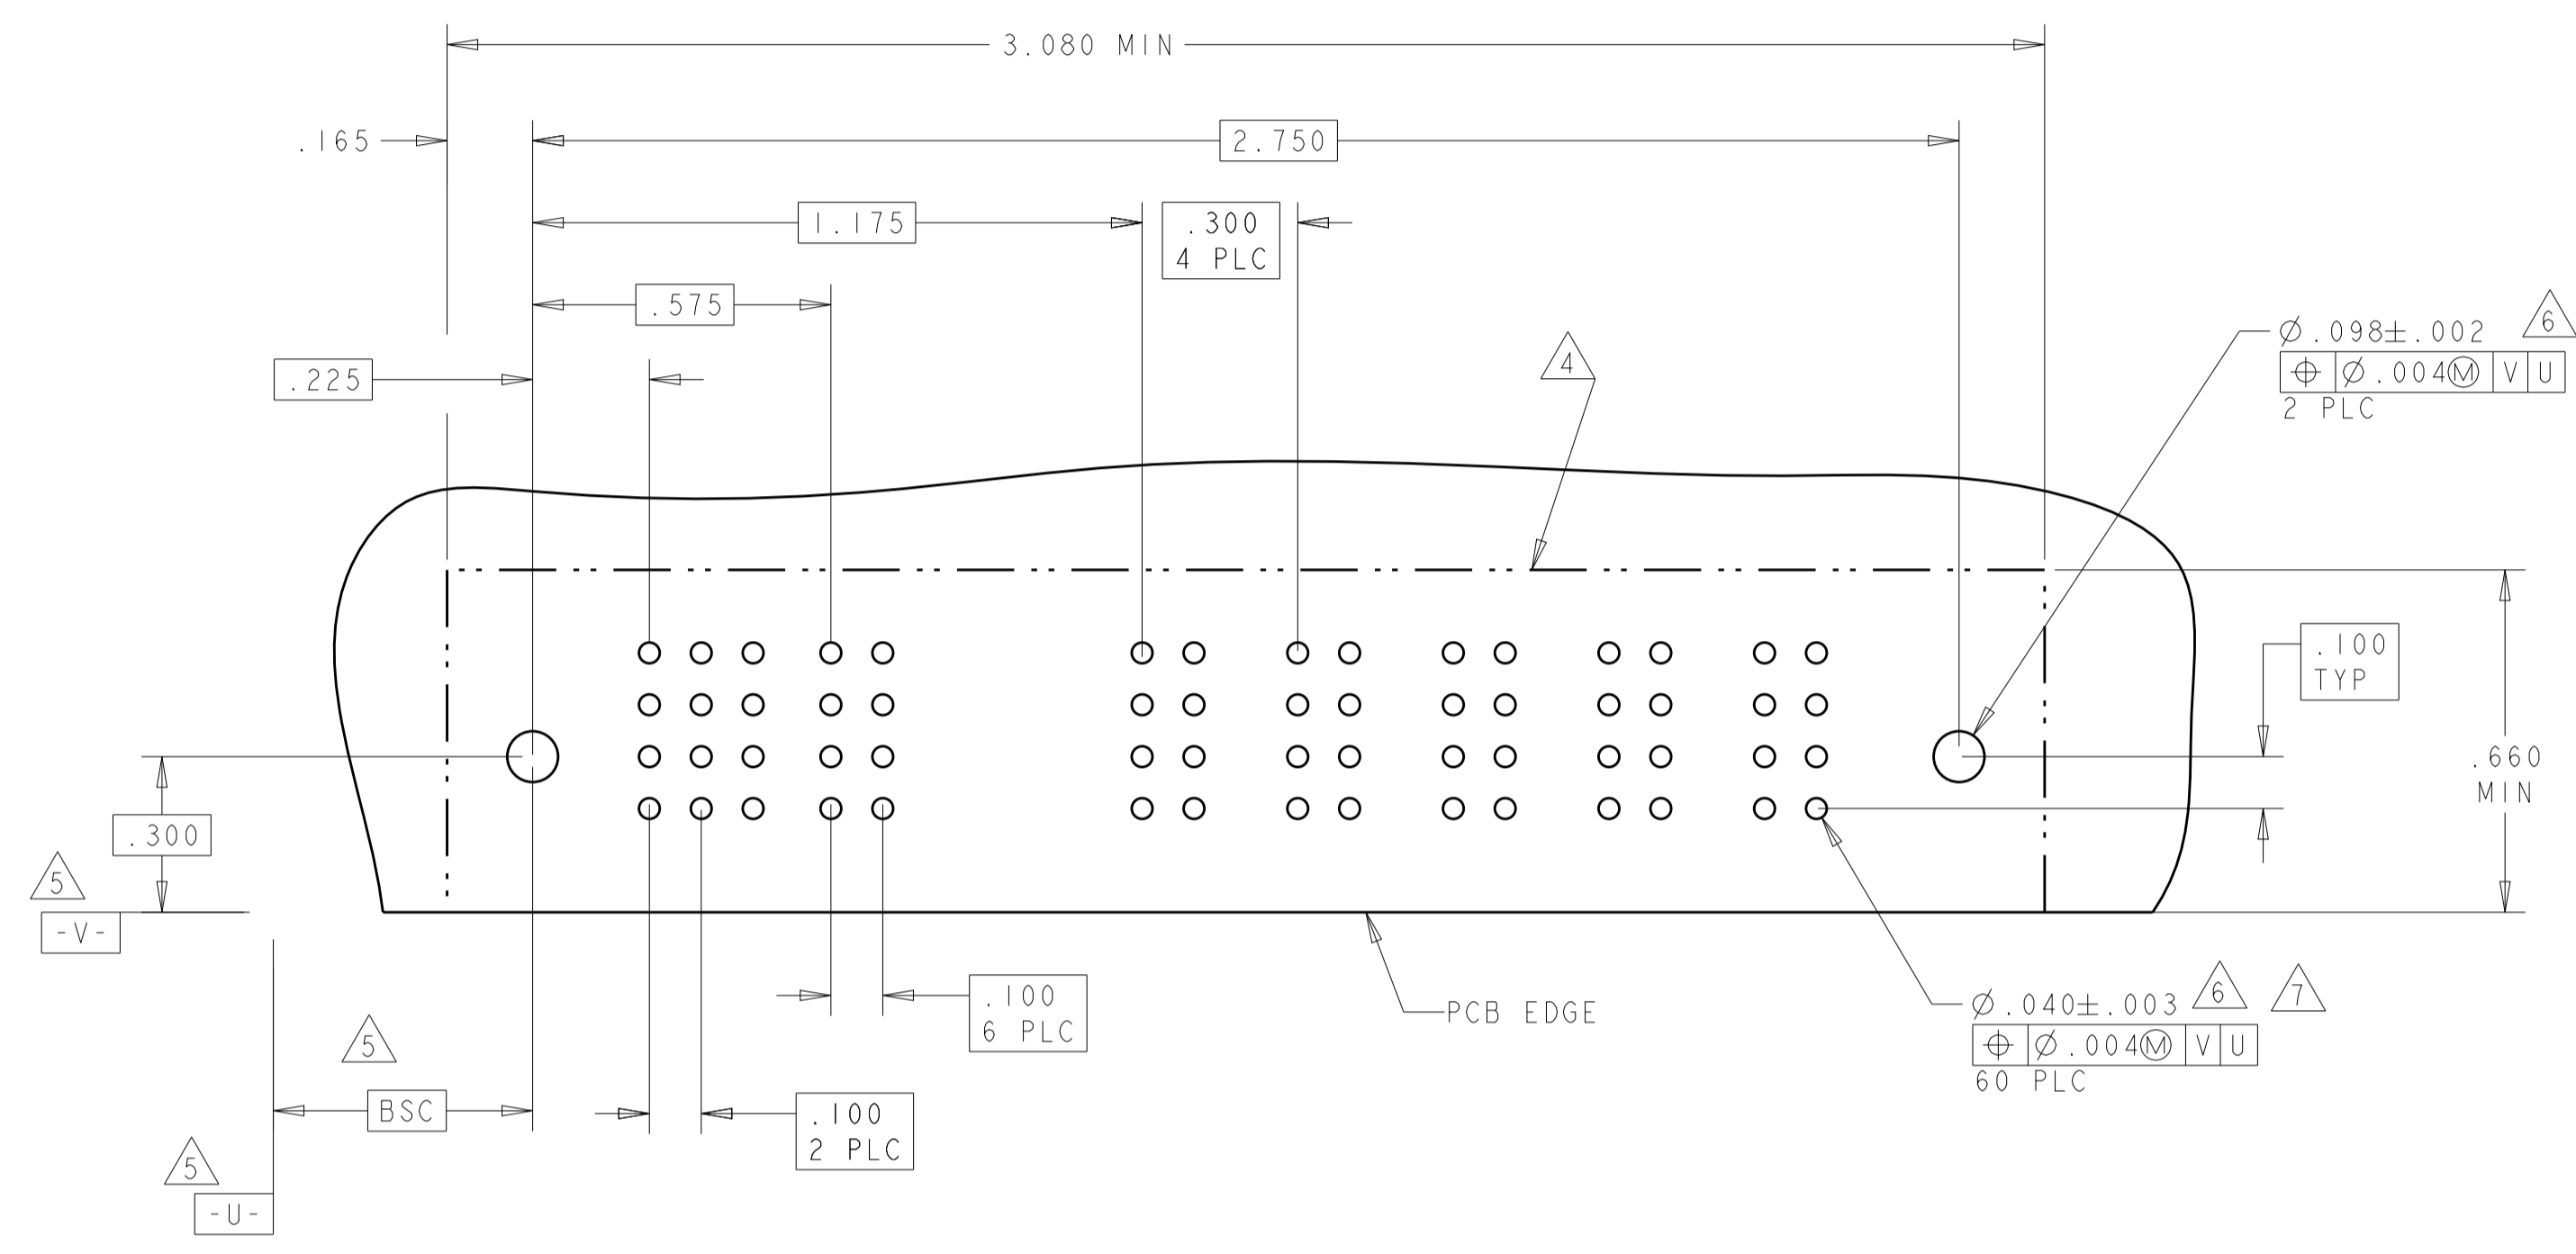 3.080 MIN
.165
2.750
1.175
.300
4 PLC
.575
.225
4
6
Ø.098±.002
⌖ Ø.004Ⓜ V U
2 PLC
.100
TYP
.660
MIN
.300
5
-V-
.100
6 PLC
PCB EDGE
6
7
Ø.040±.003
⌖ Ø.004Ⓜ V U
60 PLC
5
BSC
.100
2 PLC
5
-U-